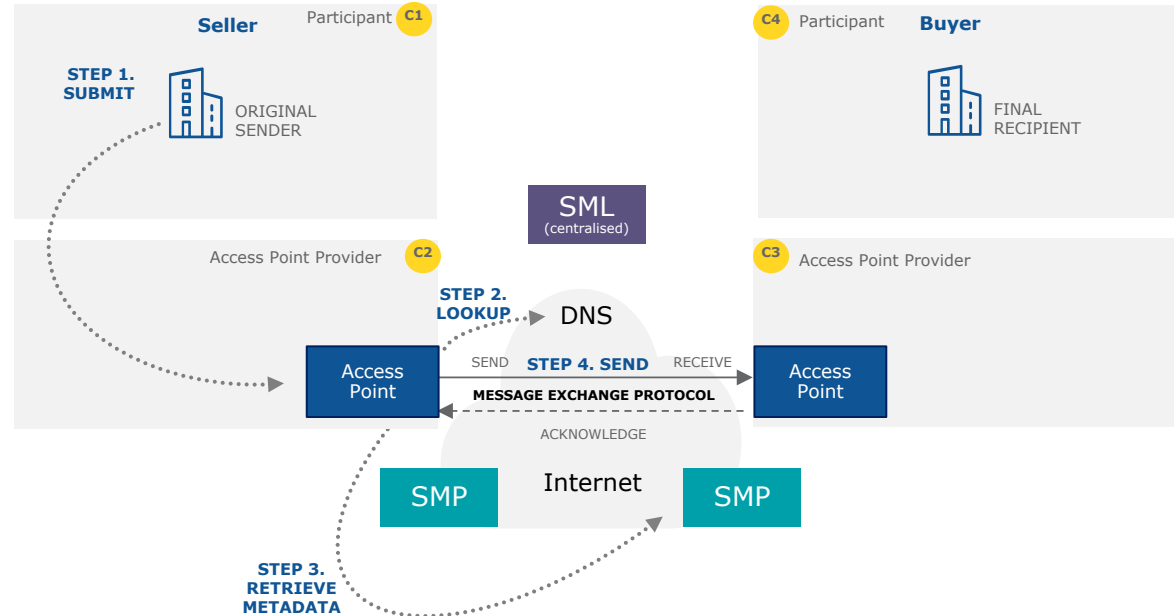 Participant C1
Seller
STEP 1.
SUBMIT
ORIGINAL
SENDER
C4 Participant
Buyer
FINAL
RECIPIENT
SML
(centralised)
Access Point Provider C2
C3 Access Point Provider
STEP 2.
LOOKUP
DNS
Access
Point
SEND STEP 4. SEND RECEIVE
MESSAGE EXCHANGE PROTOCOL
ACKNOWLEDGE
Access
Point
SMP
Internet
SMP
STEP 3.
RETRIEVE
METADATA